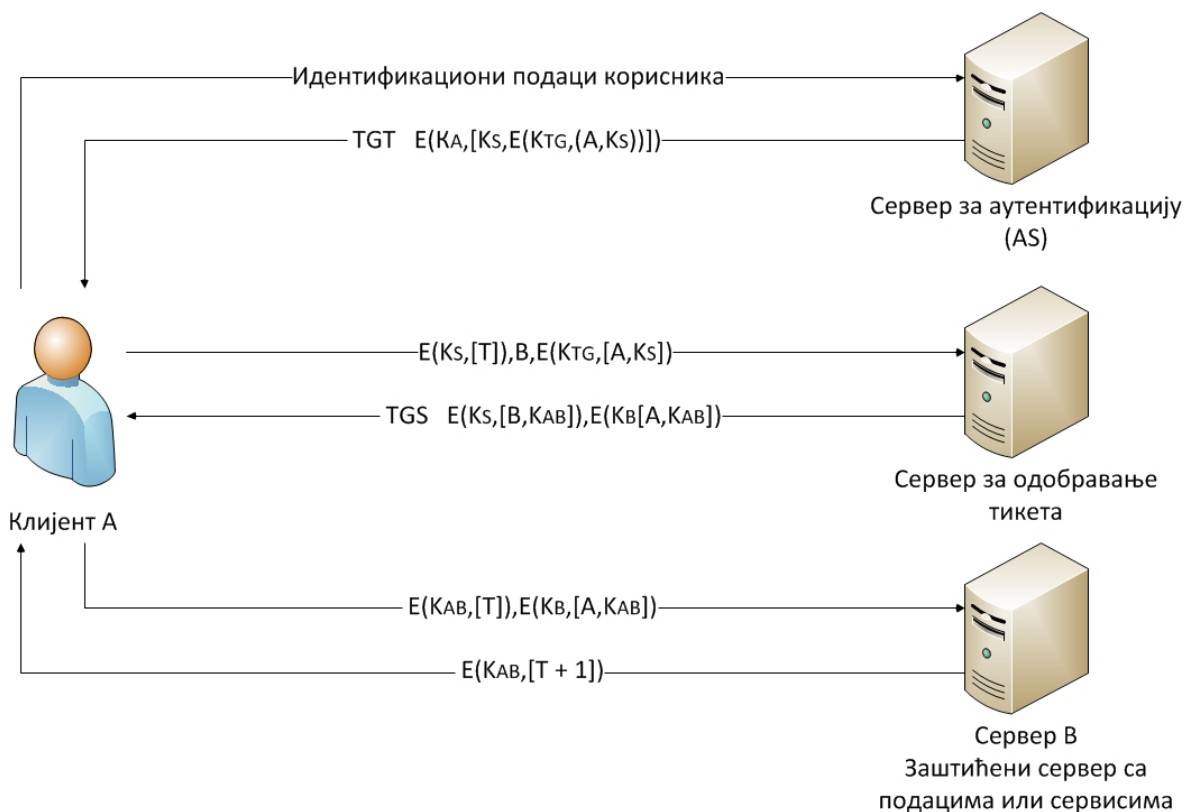 Идентификациони подаци корисника
TGT E(KA,[KS,E(KTG,(A,KS))])
Сервер за аутентификацију
(AS)
E(KS,[T]),B,E(KTG,[A,KS])
TGS E(KS,[B,KAB]),E(KB[A,KAB])
Сервер за одобравање
тикета
Клијент А
E(KAB,[T]),E(KB,[A,KAB])
E(KAB,[T + 1])
Сервер B
Заштићени сервер са
подацима или сервисима